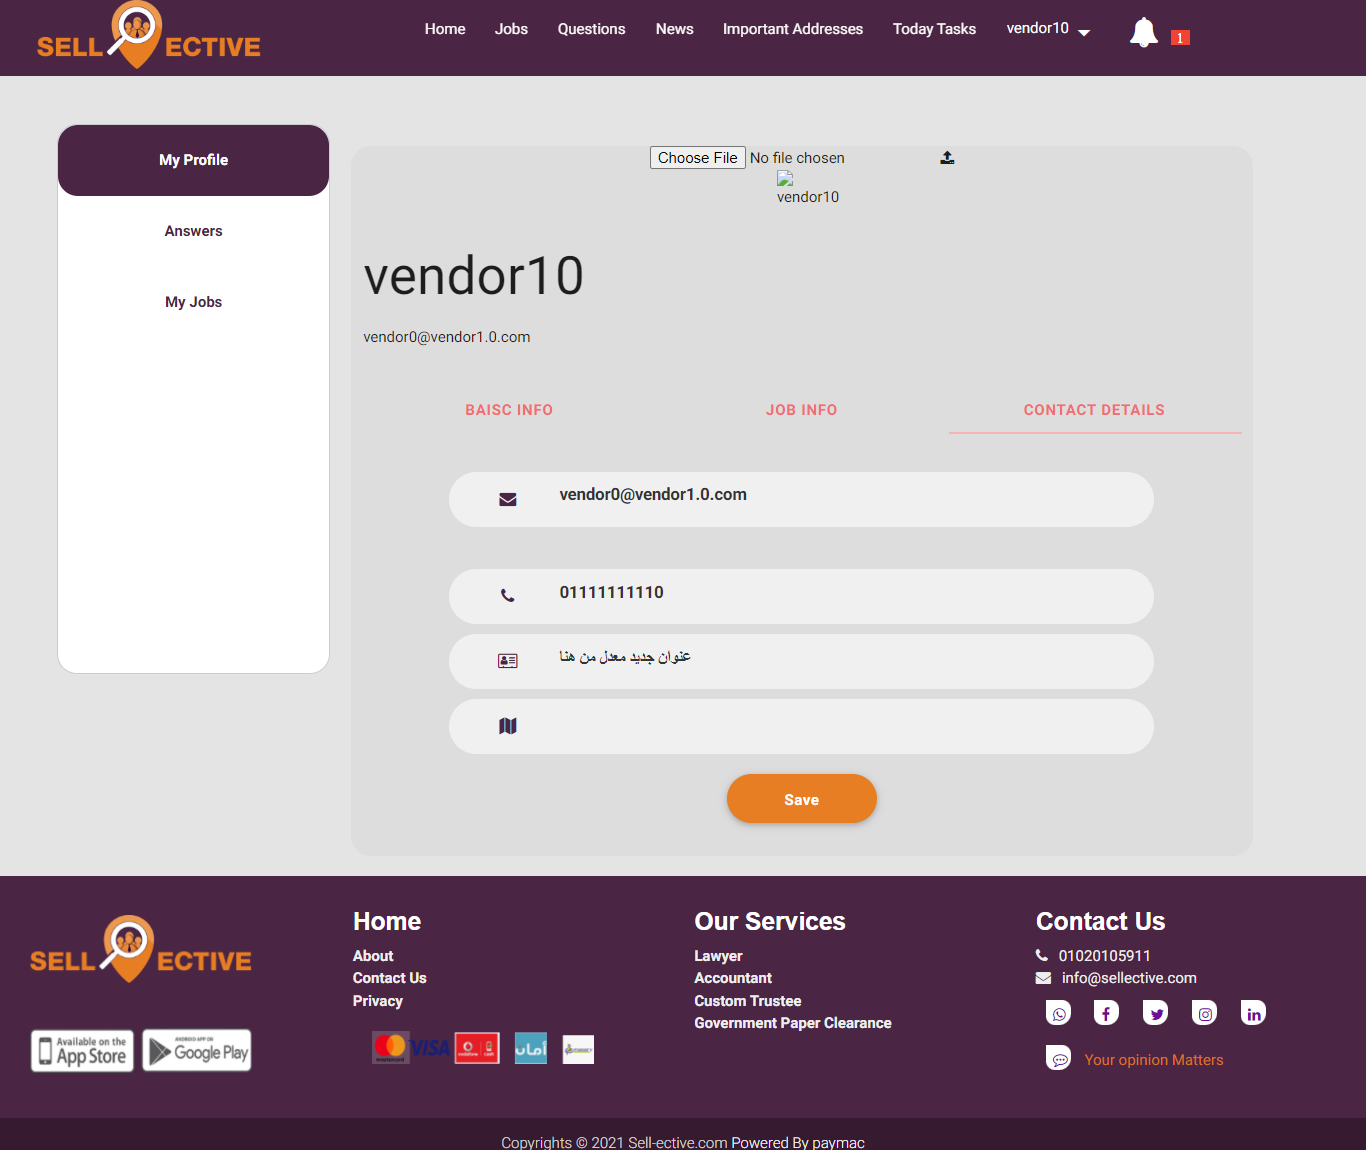 SELL ECTIVE
Home Jobs Questions News Important Addresses Today Tasks vendor10 1
My Profile
Answers
My Jobs
Choose File No file chosen
vendor10
vendor10
vendor0@vendor1.0.com
BAISC INFO JOB INFO CONTACT DETAILS
vendor0@vendor1.0.com
01111111110
عنوان جديد معدل من هنا
Save
SELL ECTIVE
Available on the
App Store
ANDROID APP ON
Google Play
Home
About
Contact Us
Privacy
mastercard VISA vodafone cash أمان
Our Services
Lawyer
Accountant
Custom Trustee
Government Paper Clearance
Contact Us
01020105911
info@sellective.com
Your opinion Matters
Copyrights © 2021 Sell-ective.com Powered By paymac